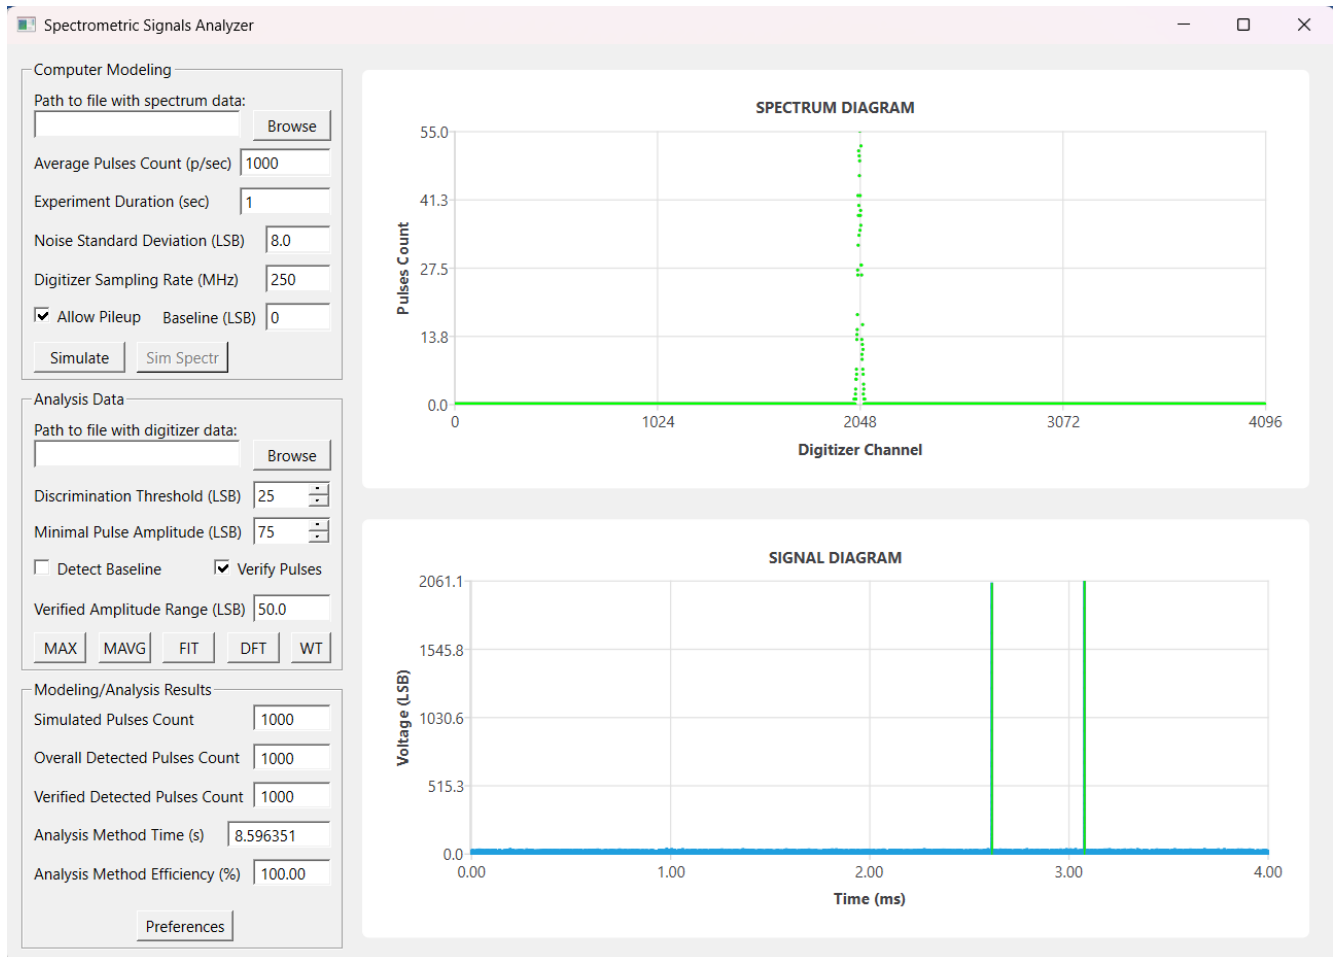 Spectrometric Signals Analyzer
Computer Modeling
Path to file with spectrum data:
Browse
Average Pulses Count (p/sec) 1000
Experiment Duration (sec) 1
Noise Standard Deviation (LSB) 8.0
Digitizer Sampling Rate (MHz) 250
Allow Pileup Baseline (LSB) 0
Simulate Sim Spectr
Analysis Data
Path to file with digitizer data:
Browse
Discrimination Threshold (LSB) 25
Minimal Pulse Amplitude (LSB) 75
Detect Baseline Verify Pulses
Verified Amplitude Range (LSB) 50.0
MAX MAVG FIT DFT WT
Modeling/Analysis Results
Simulated Pulses Count 1000
Overall Detected Pulses Count 1000
Verified Detected Pulses Count 1000
Analysis Method Time (s) 8.596351
Analysis Method Efficiency (%) 100.00
Preferences
SPECTRUM DIAGRAM
Pulses Count
55.0
41.3
27.5
13.8
0.0
0 1024 2048 3072 4096
Digitizer Channel
SIGNAL DIAGRAM
Voltage (LSB)
2061.1
1545.8
1030.6
515.3
0.0
0.00 1.00 2.00 3.00 4.00
Time (ms)